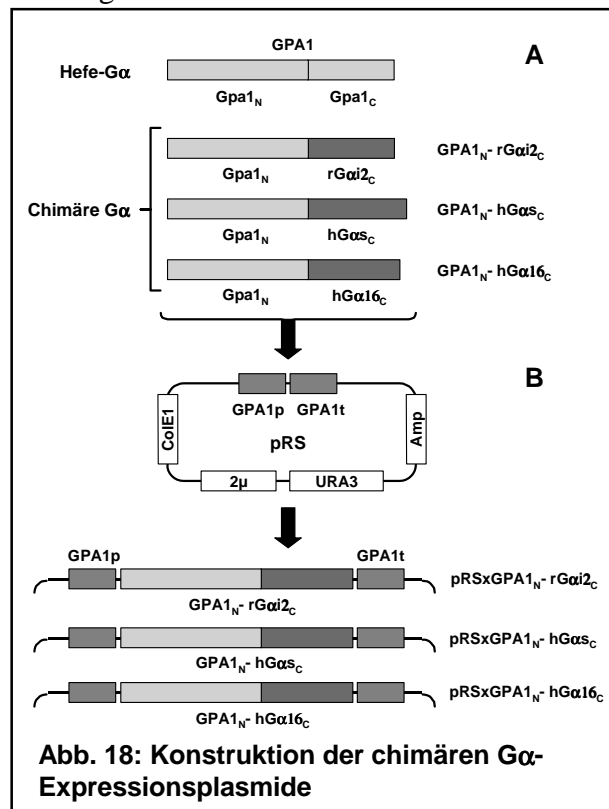 GPA1
A
Hefe-Gα
Gpa1N
Gpa1C
GPA1N- rGαi2C
Gpa1N
rGαi2C
Chimäre Gα
GPA1N- hGαsC
Gpa1N
hGαsC
GPA1N- hGα16C
Gpa1N
hGα16C
B
GPA1p
GPA1t
ColE1
pRS
Amp
2µ
URA3
GPA1p
GPA1t
pRSxGPA1N- rGαi2C
GPA1N- rGαi2C
pRSxGPA1N- hGαsC
GPA1N- hGαsC
pRSxGPA1N- hGα16C
GPA1N- hGα16C
Abb. 18: Konstruktion der chimären Gα-
Expressionsplasmide